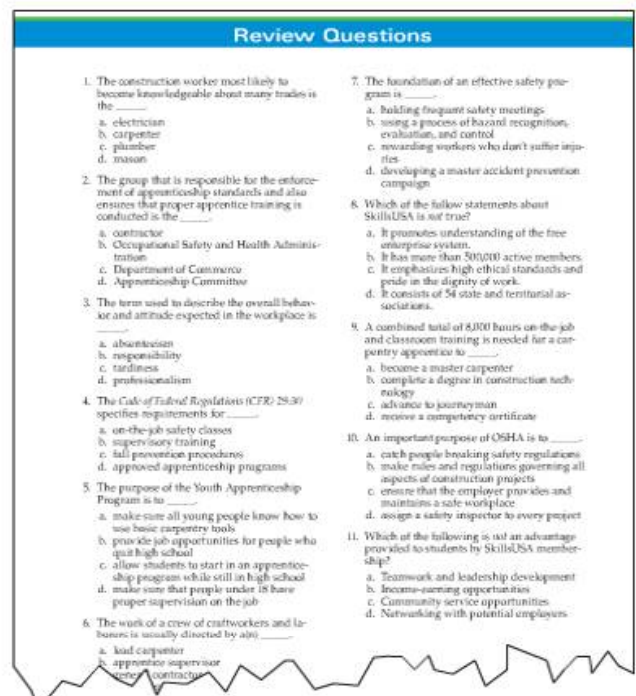 Review Questions
1. The construction worker most likely to
become knowledgeable about many trades is
the _____.
a. electrician
b. carpenter
c. plumber
d. mason
2. The group that is responsible for the enforce-
ment of apprenticeship standards and also
ensures that proper apprentice training is
conducted is the _____.
a. contractor
b. Occupational Safety and Health Adminis-
tration
c. Department of Commerce
d. Apprenticeship Committee
3. The term used to describe the overall behav-
ior and attitude expected in the workplace is
_____.
a. absenteeism
b. responsibility
c. tardiness
d. professionalism
4. The Code of Federal Regulations (CFR) 29:30
specifies requirements for _____.
a. on-the-job safety classes
b. supervisory training
c. fall prevention procedures
d. approved apprenticeship programs
5. The purpose of the Youth Apprenticeship
Program is to _____.
a. make sure all young people know how to
use basic carpentry tools
b. provide job opportunities for people who
quit high school
c. allow students to start in an apprentice-
ship program while still in high school
d. make sure that people under 18 have
proper supervision on the job
6. The work of a crew of craftworkers and la-
borers is usually directed by a(n) _____.
a. lead carpenter
b. apprentice supervisor
contractor
7. The foundation of an effective safety pro-
gram is _____.
a. holding frequent safety meetings
b. using a process of hazard recognition,
evaluation, and control
c. rewarding workers who don't suffer inju-
ries
d. developing a master accident prevention
campaign
8. Which of the follow statements about
SkillsUSA is not true?
a. It promotes understanding of the free
enterprise system.
b. It has more than 500,000 active members.
c. It emphasizes high ethical standards and
pride in the dignity of work.
d. It consists of 54 state and territorial as-
sociations.
9. A combined total of 8,000 hours on-the-job
and classroom training is needed for a car-
pentry apprentice to _____.
a. become a master carpenter
b. complete a degree in construction tech-
nology
c. advance to journeyman
d. receive a competency certificate
10. An important purpose of OSHA is to _____.
a. catch people breaking safety regulations
b. make rules and regulations governing all
aspects of construction projects
c. ensure that the employer provides and
maintains a safe workplace
d. assign a safety inspector to every project
11. Which of the following is not an advantage
provided to students by SkillsUSA member-
ship?
a. Teamwork and leadership development
b. Income-earning opportunities
c. Community service opportunities
d. Networking with potential employers